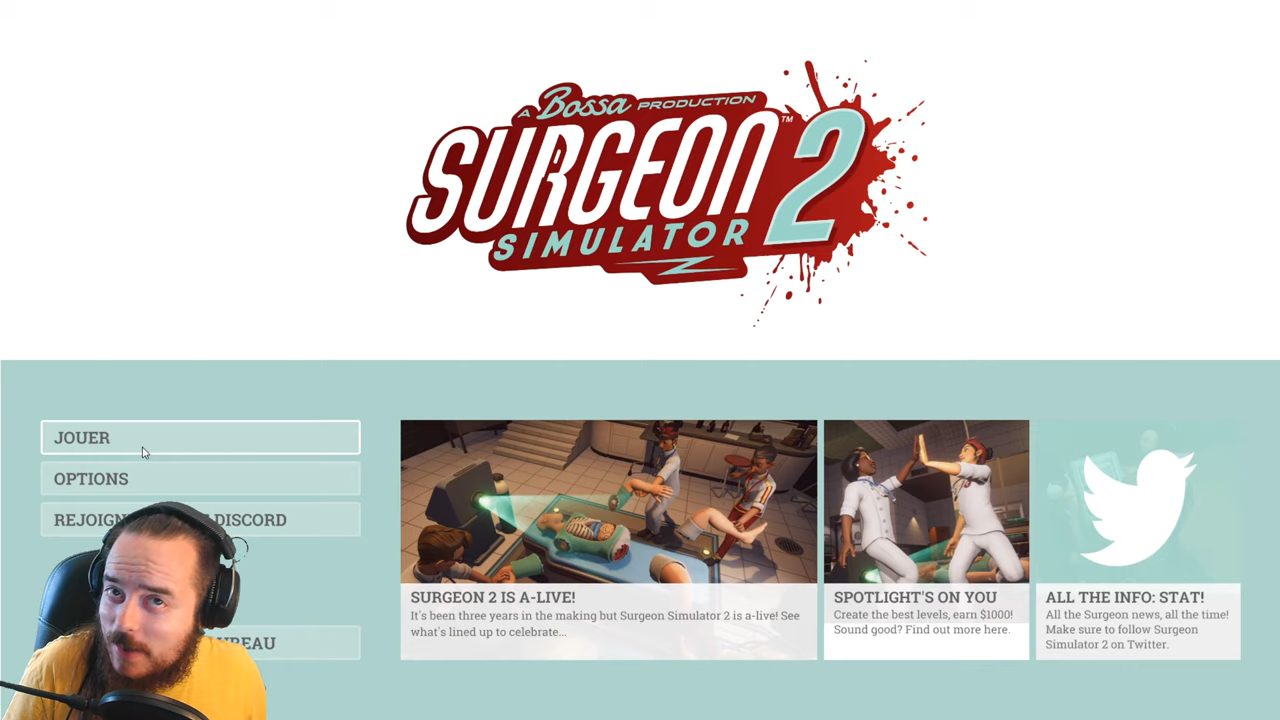 A Bossa PRODUCTION
SURGEON 2™
SIMULATOR
JOUER
OPTIONS
DISCORD
SURGEON 2 IS A-LIVE!
It's been three years in the making but Surgeon Simulator 2 is a-live! See
what's lined up to celebrate...
SPOTLIGHT'S ON YOU
Create the best levels, earn $1000!
Sound good? Find out more here.
ALL THE INFO: STAT!
All the Surgeon news, all the time!
Make sure to follow Surgeon
Simulator 2 on Twitter.